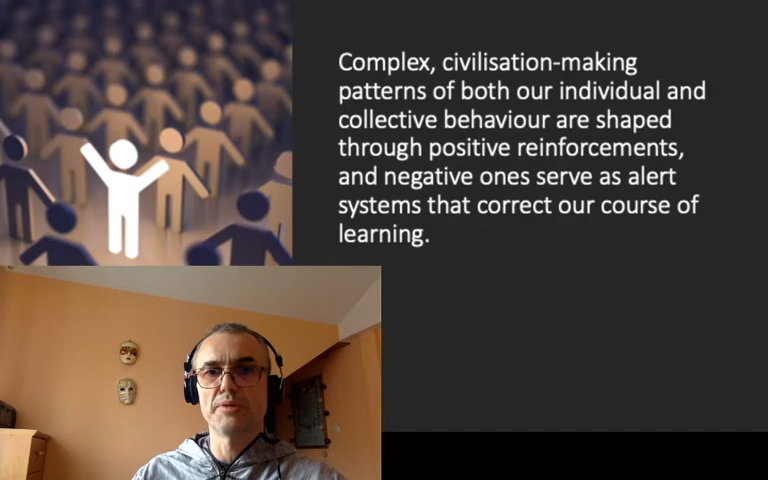 Complex, civilisation-making
patterns of both our individual and
collective behaviour are shaped
through positive reinforcements,
and negative ones serve as alert
systems that correct our course of
learning.